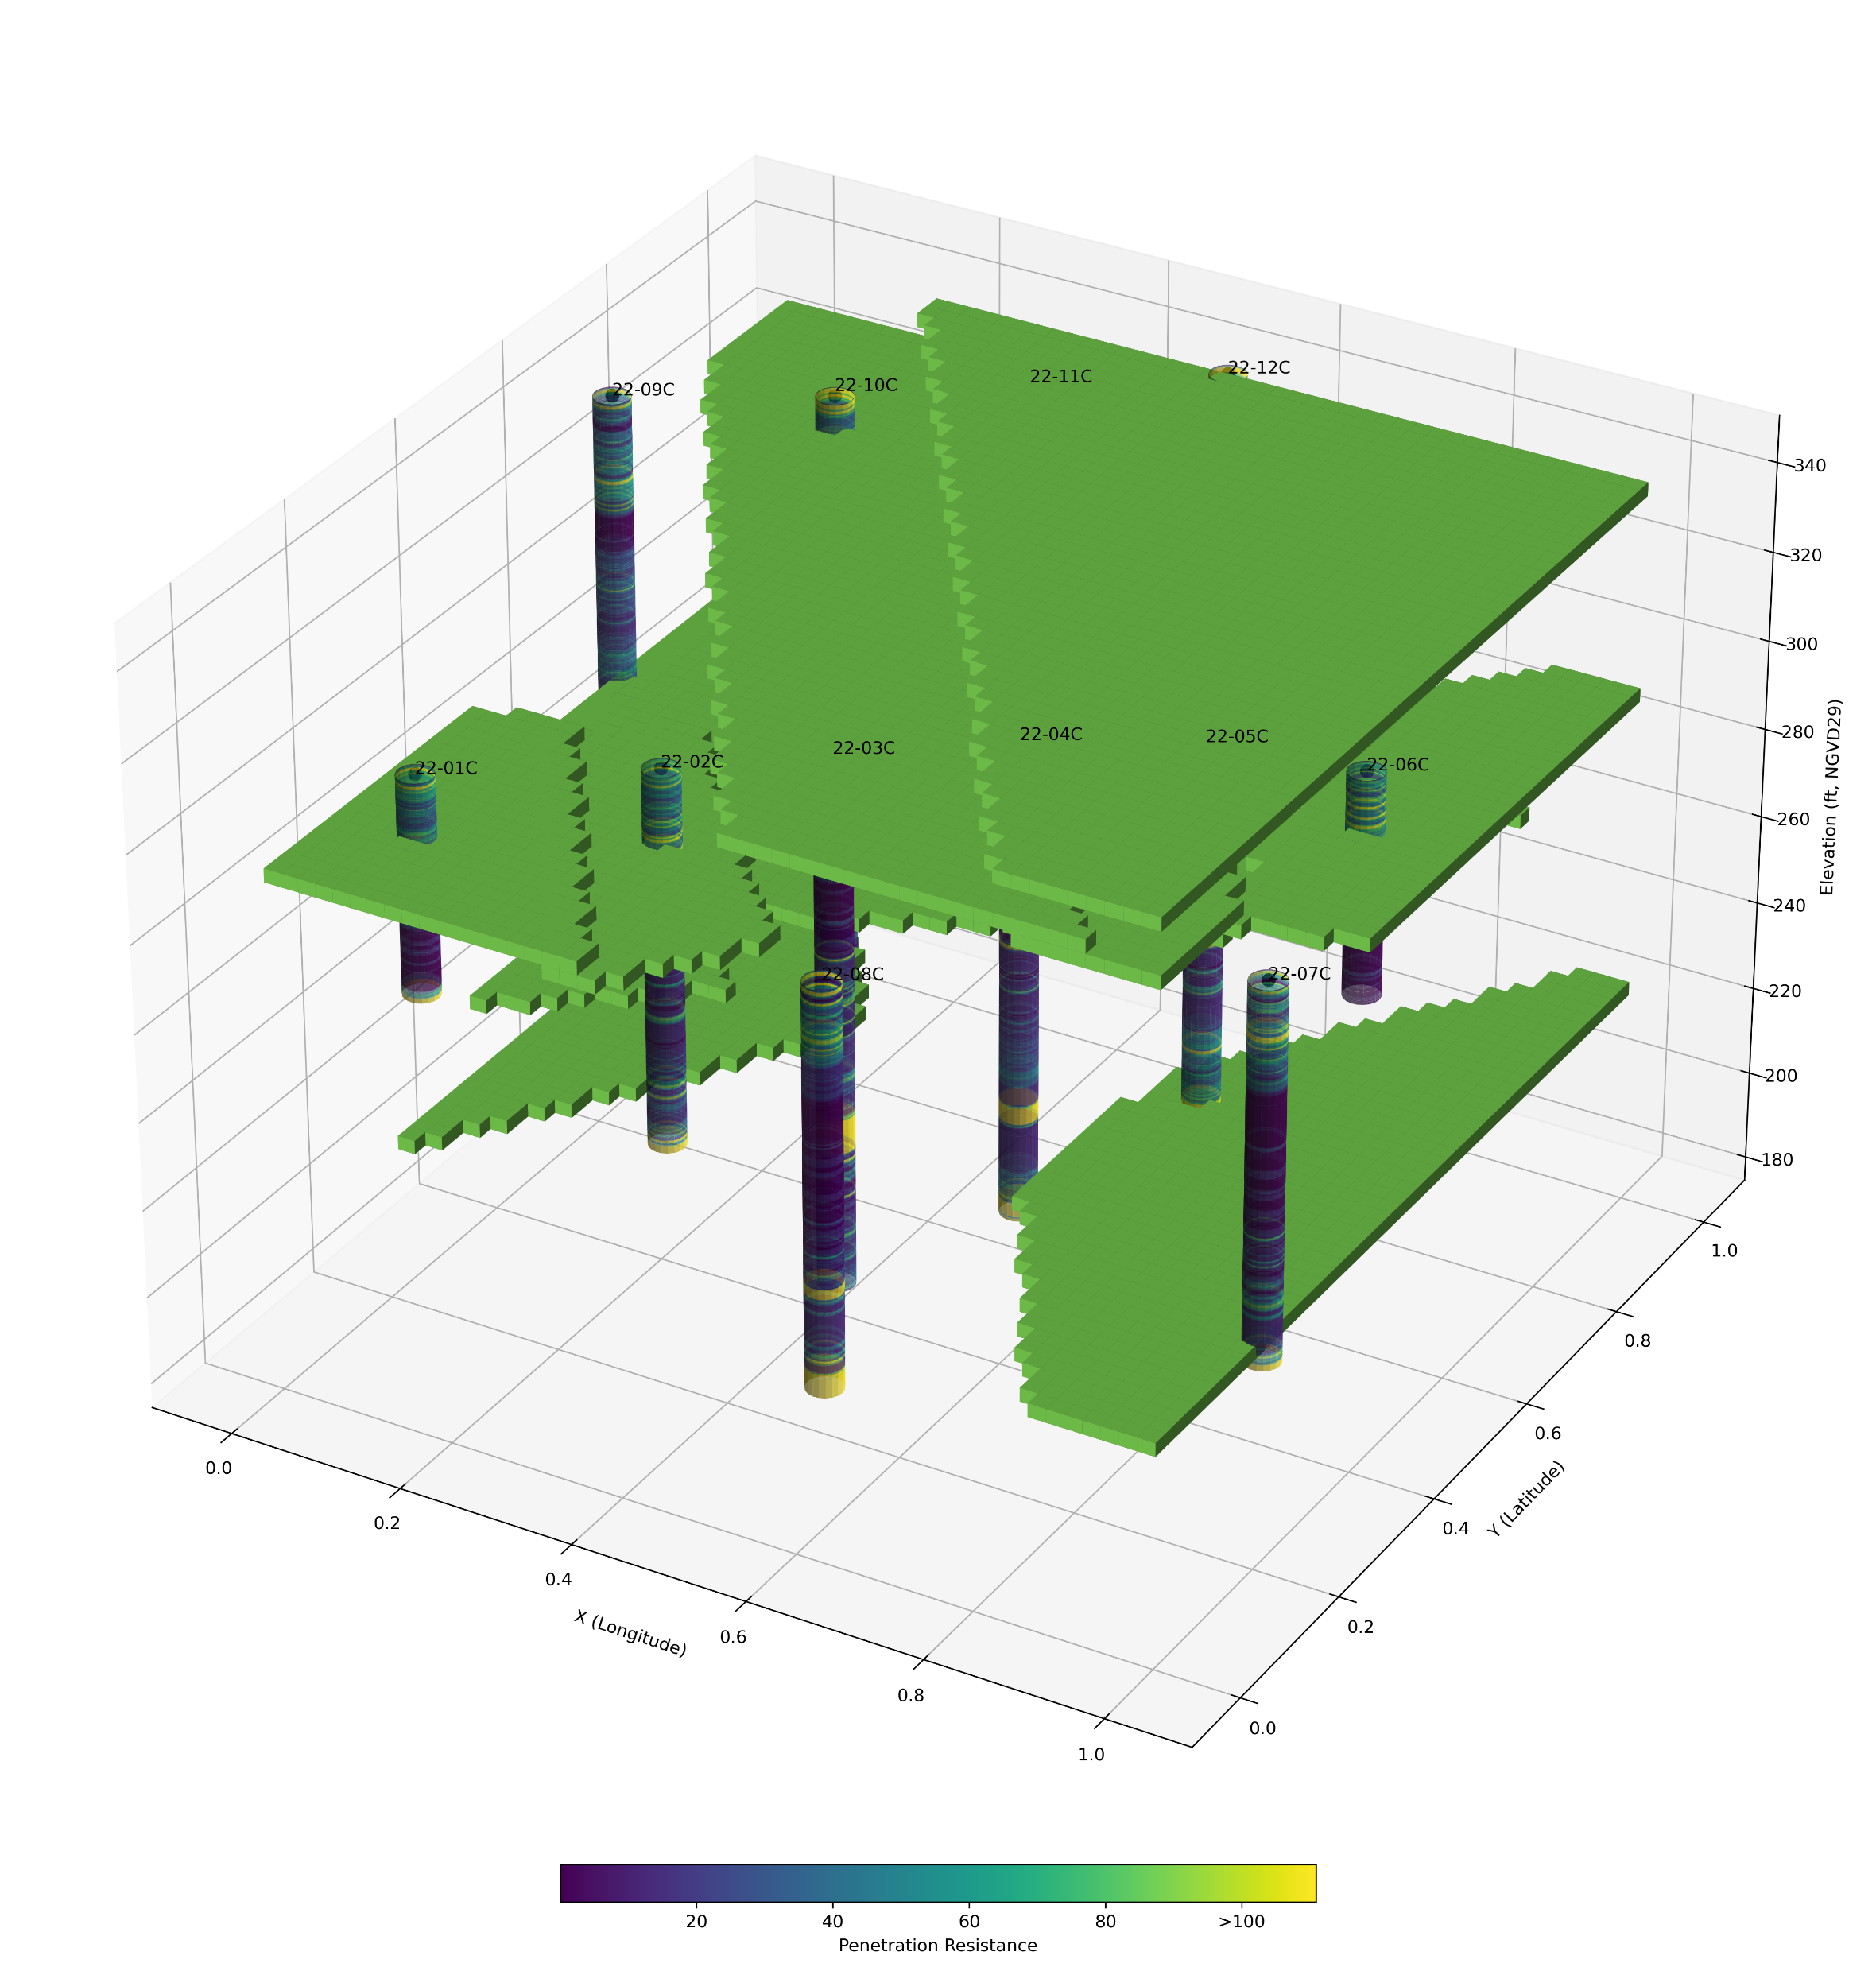 22-12C
22-11C
22-10C
22-09C
22-05C
22-04C
22-03C
22-02C
22-06C
22-01C
22-08C
22-07C
340
320
300
280
260
240
220
200
180
Elevation (ft, NGVD29)
1.0
0.8
0.6
0.4
0.2
0.0
Y (Latitude)
0.0
0.2
0.4
0.6
0.8
1.0
X (Longitude)
20 40 60 80 >100
Penetration Resistance